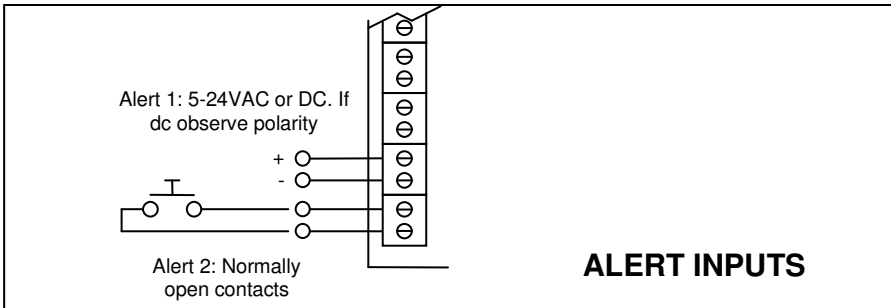 Alert 1: 5-24VAC or DC. If
dc observe polarity
+
-
Alert 2: Normally
open contacts
ALERT INPUTS